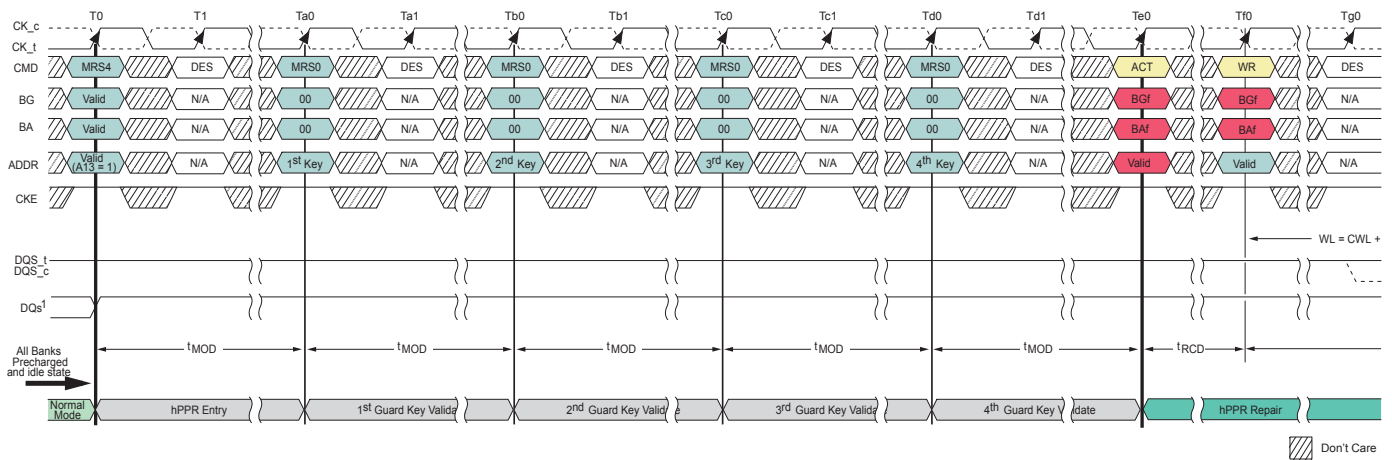 T0 T1 Ta0 Ta1 Tb0 Tb1 Tc0 Tc1 Td0 Td1 Te0 Tf0 Tg0
CK_c
CK_t
CMD MRS4 DES MRS0 DES MRS0 DES MRS0 DES MRS0 DES ACT WR DES
BG Valid N/A 00 N/A 00 N/A 00 N/A 00 N/A BGf BGf N/A
BA Valid N/A 00 N/A 00 N/A 00 N/A 00 N/A BAf BAf N/A
ADDR Valid (A13 = 1) N/A 1st Key N/A 2nd Key N/A 3rd Key N/A 4th Key N/A Valid Valid N/A
CKE
WL = CWL +
DQS_t
DQS_c
DQs1
tMOD tMOD tMOD tMOD tMOD tRCD
All Banks
Precharged
and idle state
Normal Mode hPPR Entry 1st Guard Key Valida 2nd Guard Key Valid e 3rd Guard Key Valid 4th Guard Key V idate hPPR Repair
Don't Care